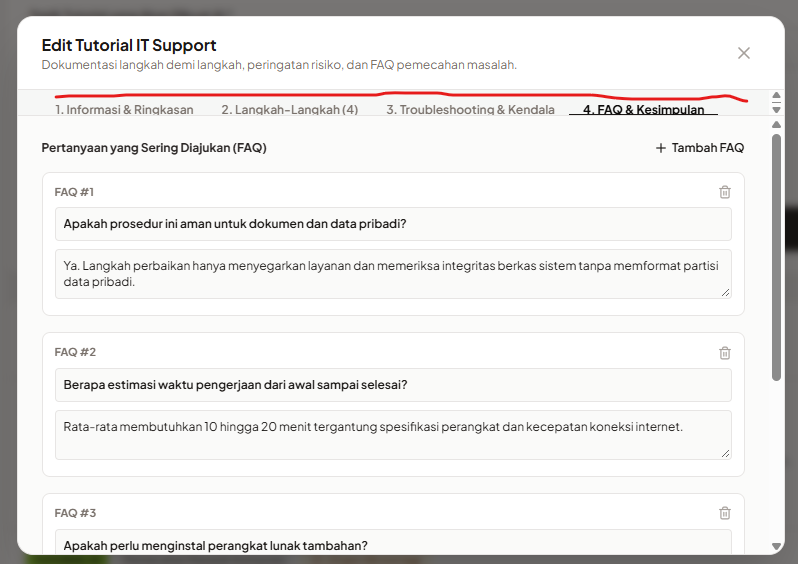 Edit Tutorial IT Support
Dokumentasi langkah demi langkah, peringatan risiko, dan FAQ pemecahan masalah.
1. Informasi & Ringkasan
2. Langkah-Langkah (4)
3. Troubleshooting & Kendala
4. FAQ & Kesimpulan
Pertanyaan yang Sering Diajukan (FAQ)
+ Tambah FAQ
FAQ #1
Apakah prosedur ini aman untuk dokumen dan data pribadi?
Ya. Langkah perbaikan hanya menyegarkan layanan dan memeriksa integritas berkas sistem tanpa memformat partisi
data pribadi.
FAQ #2
Berapa estimasi waktu pengerjaan dari awal sampai selesai?
Rata-rata membutuhkan 10 hingga 20 menit tergantung spesifikasi perangkat dan kecepatan koneksi internet.
FAQ #3
Apakah perlu menginstal perangkat lunak tambahan?